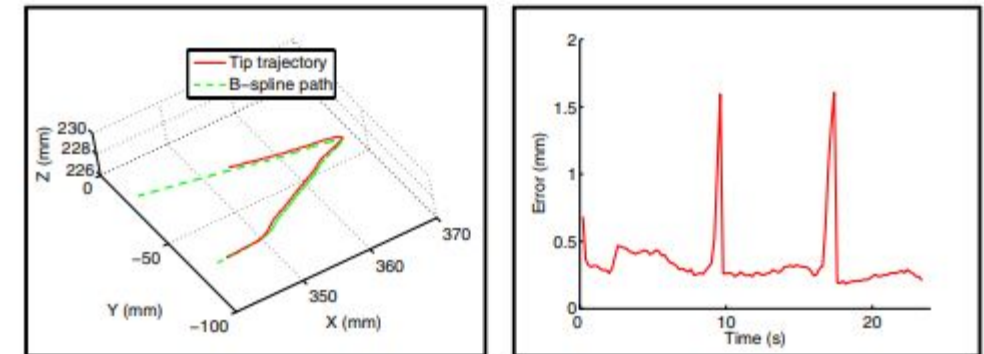 Tip trajectory
B-spline path
Z (mm)
230
228
226
0
-50
-100
Y (mm)
350
360
370
X (mm)
2
1.5
1
0.5
0
Error (mm)
0
10
20
Time (s)